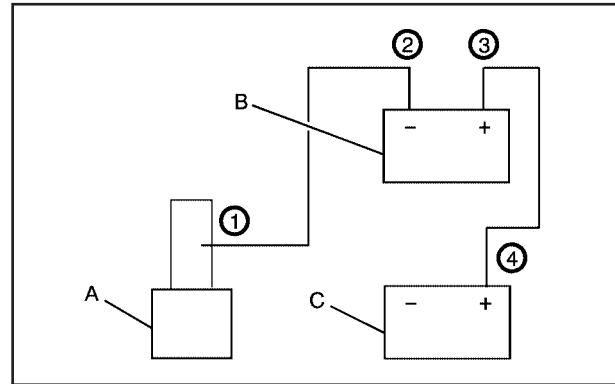 ② ③
B
− +
①
④
A
C
− +